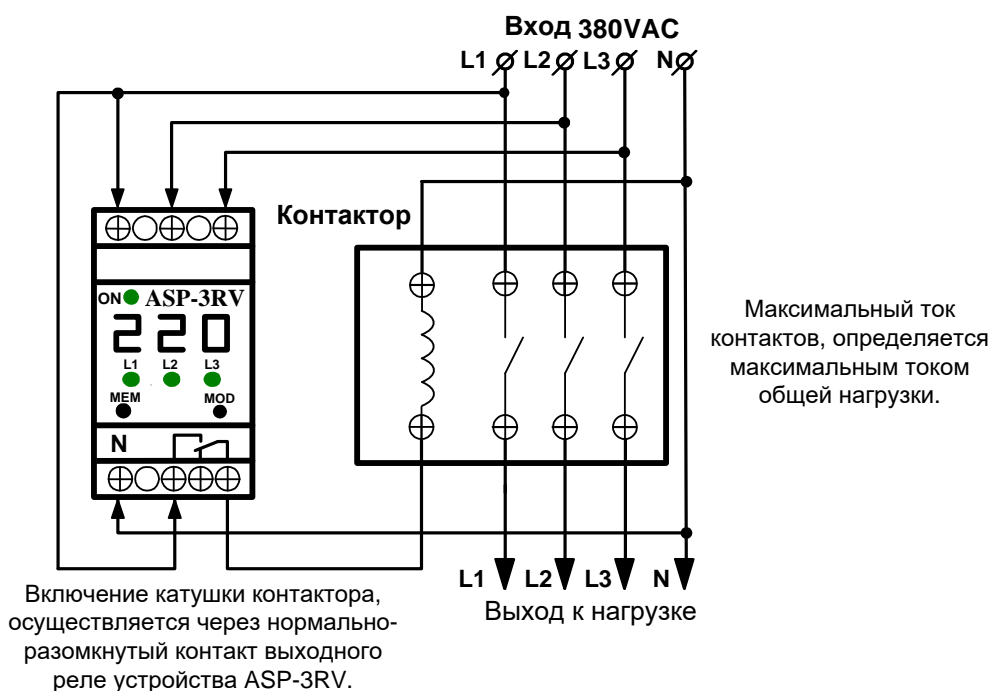 Вход 380VAC
L1 L2 L3 N
Контактор
ON ASP-3RV
220
L1 L2 L3
MEM MOD
N
Максимальный ток
контактов, определяется
максимальным током
общей нагрузки.
L1 L2 L3 N
Выход к нагрузке
Включение катушки контактора,
осуществляется через нормально-
разомкнутый контакт выходного
реле устройства ASP-3RV.